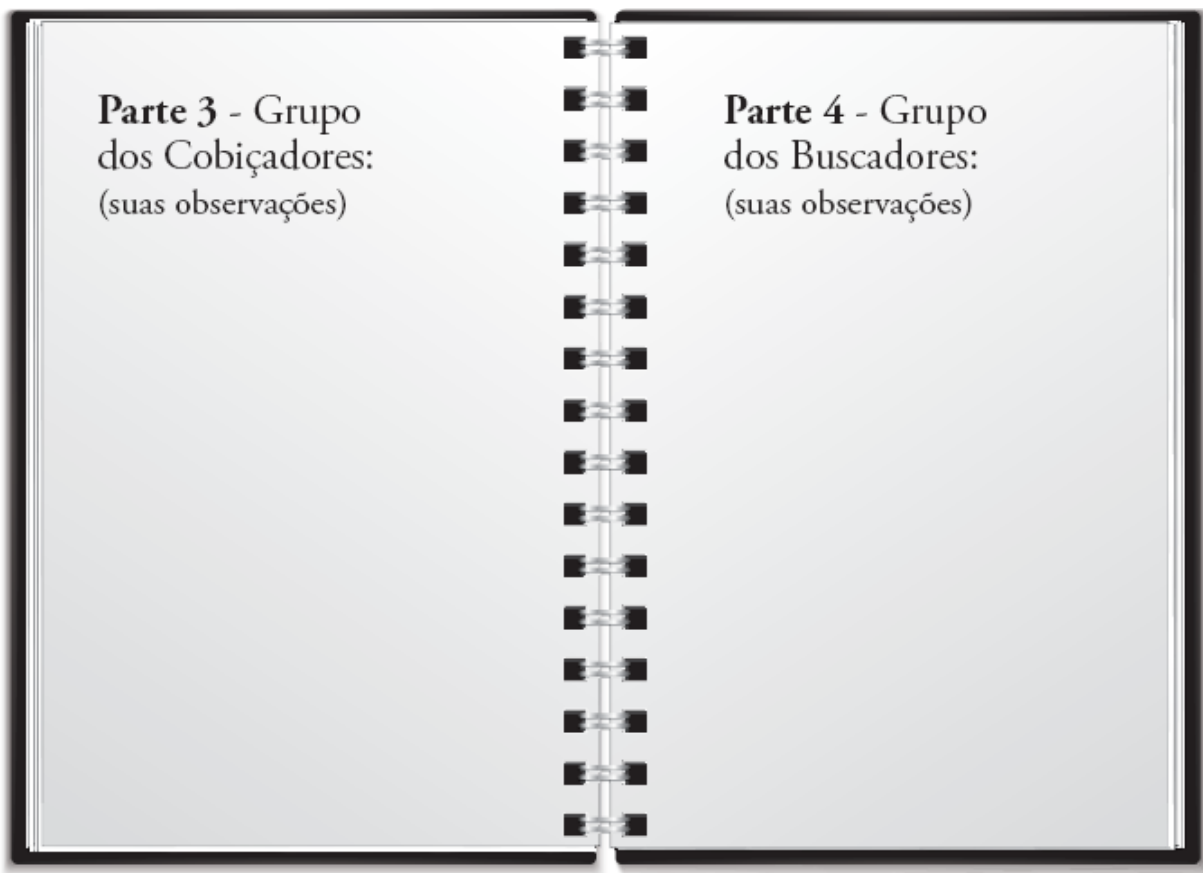 Parte 3 - Grupo
dos Cobiçadores:
(suas observações)
Parte 4 - Grupo
dos Buscadores:
(suas observações)